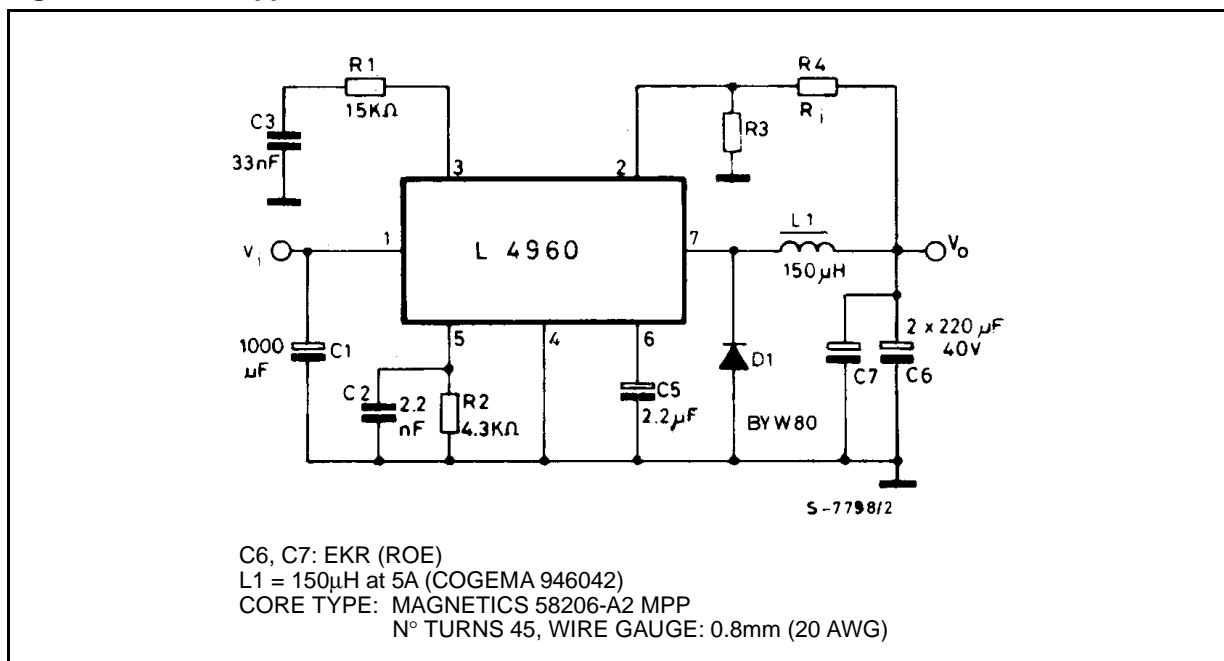 R1
15KΩ
C3
33nF
3
R4
Ri
R3
2
Vi
1
L 4960
7
L1
150µH
Vo
1000
µF
C1
5
4
6
C2
2.2
nF
R2
4.3KΩ
C5
2.2µF
D1
BYW80
C7
2 x 220 µF
40V
C6
S-7798/2
C6, C7: EKR (ROE)
L1 = 150µH at 5A (COGEMA 946042)
CORE TYPE: MAGNETICS 58206-A2 MPP
N° TURNS 45, WIRE GAUGE: 0.8mm (20 AWG)